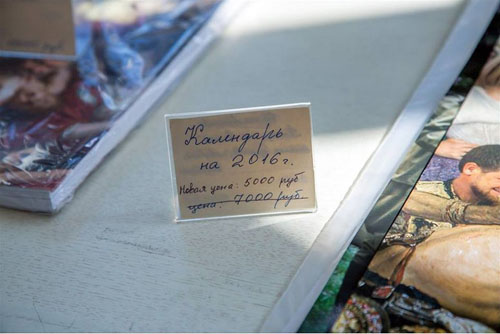 Календарь
на 2016 г.
Новая цена: 5000 руб
цена: 7000 руб.